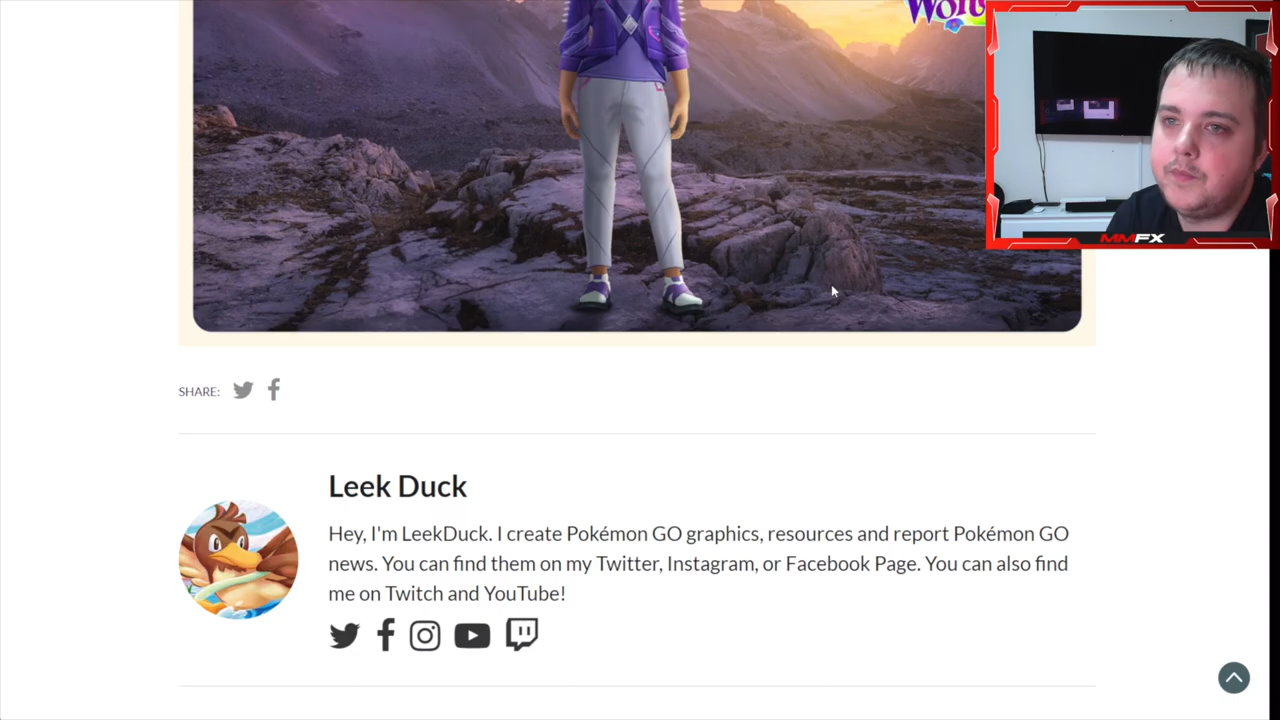 SHARE:
Leek Duck
Hey, I'm LeekDuck. I create Pokémon GO graphics, resources and report Pokémon GO
news. You can find them on my Twitter, Instagram, or Facebook Page. You can also find
me on Twitch and YouTube!
MMFX